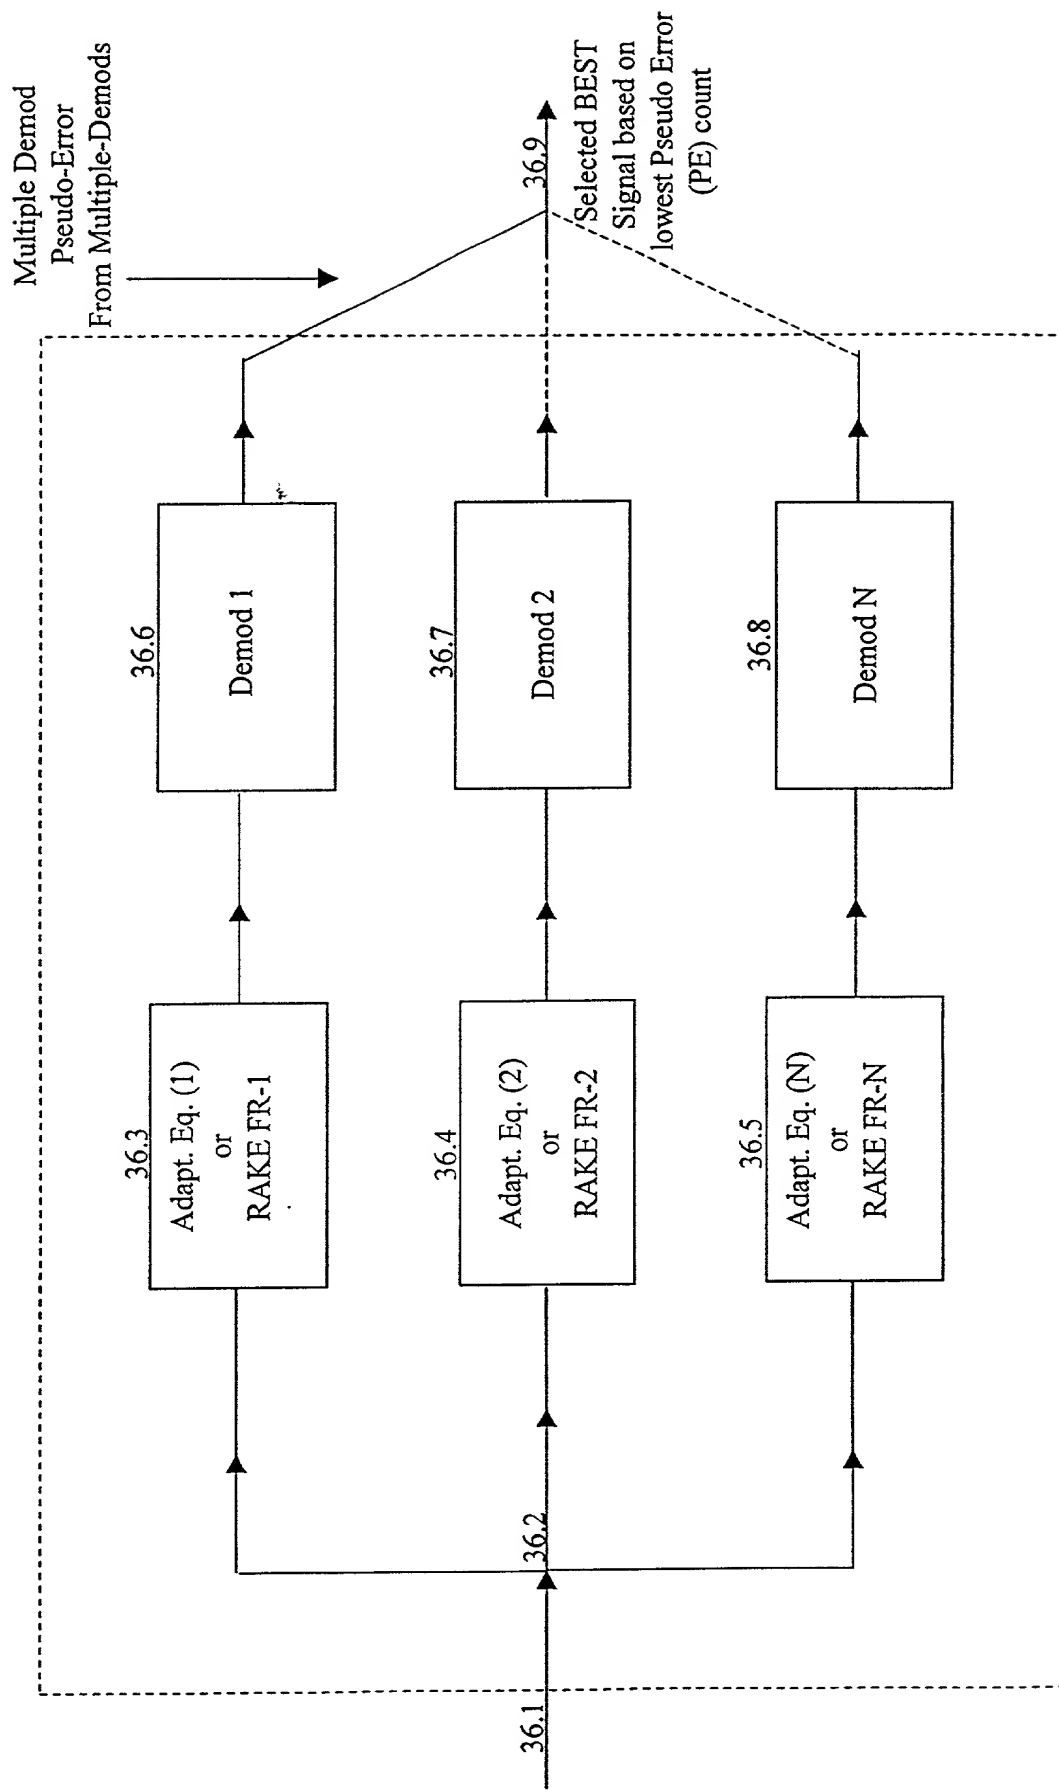 36.1
36.2
36.3
Adapt. Eq. (1)
or
RAKE FR-1
36.4
Adapt. Eq. (2)
or
RAKE FR-2
36.5
Adapt. Eq. (N)
or
RAKE FR-N
36.6
Demod 1
36.7
Demod 2
36.8
Demod N
Multiple Demod
Pseudo-Error
From Multiple-Demods
36.9
Selected BEST
Signal based on
lowest Pseudo Error
(PE) count